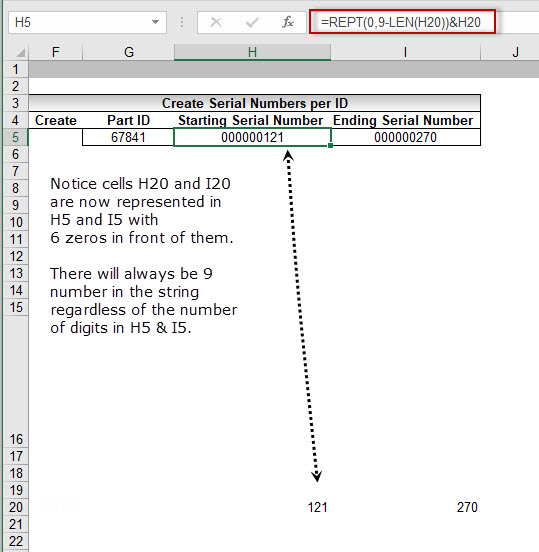 H5
fx
=REPT(0,9-LEN(H20))&H20
F G H I J
1
2
3 Create Serial Numbers per ID
4 Create Part ID Starting Serial Number Ending Serial Number
5 67841 000000121 000000270
6
7
Notice cells H20 and I20
8
are now represented in
9
H5 and I5 with
10
6 zeros in front of them.
11
12
There will always be 9
13
number in the string
14
regardless of the number
15
of digits in H5 & I5.
16
17
18
19
20 121 270
21
22